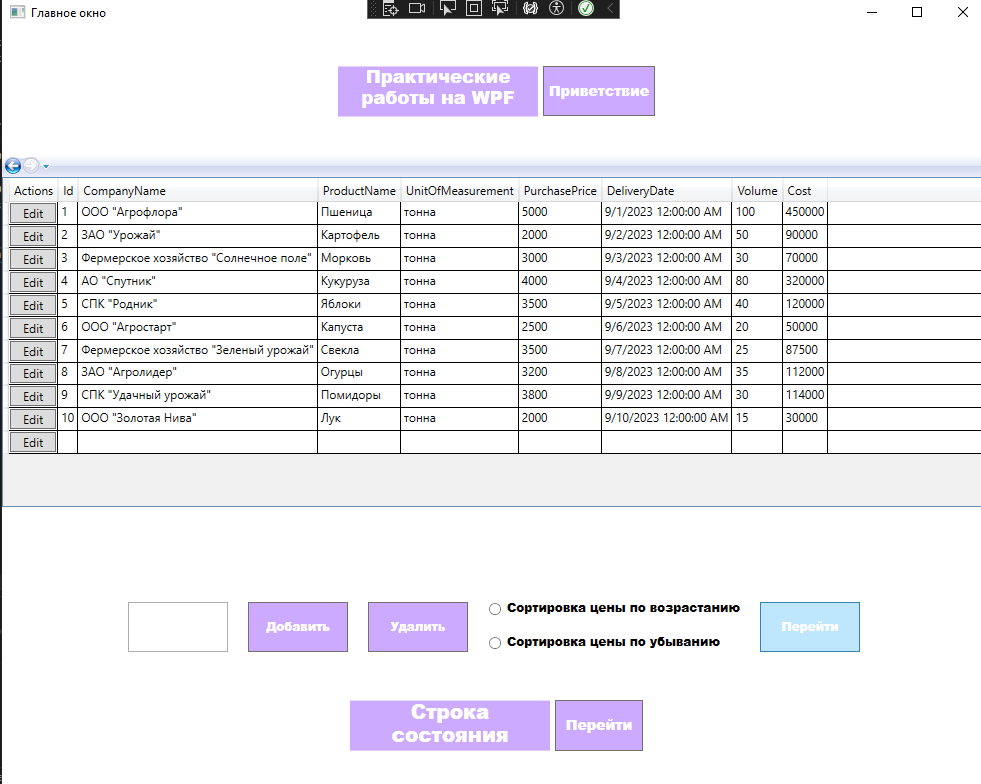 Главное окно
Практические
работы на WPF
Приветствие
Actions Id CompanyName ProductName UnitOfMeasurement PurchasePrice DeliveryDate Volume Cost
Edit 1 ООО "Агрофлора" Пшеница тонна 5000 9/1/2023 12:00:00 AM 100 450000
Edit 2 ЗАО "Урожай" Картофель тонна 2000 9/2/2023 12:00:00 AM 50 90000
Edit 3 Фермерское хозяйство "Солнечное поле" Морковь тонна 3000 9/3/2023 12:00:00 AM 30 70000
Edit 4 АО "Спутник" Кукуруза тонна 4000 9/4/2023 12:00:00 AM 80 320000
Edit 5 СПК "Родник" Яблоки тонна 3500 9/5/2023 12:00:00 AM 40 120000
Edit 6 ООО "Агростарт" Капуста тонна 2500 9/6/2023 12:00:00 AM 20 50000
Edit 7 Фермерское хозяйство "Зеленый урожай" Свекла тонна 3500 9/7/2023 12:00:00 AM 25 87500
Edit 8 ЗАО "Агролидер" Огурцы тонна 3200 9/8/2023 12:00:00 AM 35 112000
Edit 9 СПК "Удачный урожай" Помидоры тонна 3800 9/9/2023 12:00:00 AM 30 114000
Edit 10 ООО "Золотая Нива" Лук тонна 2000 9/10/2023 12:00:00 AM 15 30000
Edit
Добавить
Удалить
Сортировка цены по возрастанию
Сортировка цены по убыванию
Перейти
Строка
состояния
Перейти